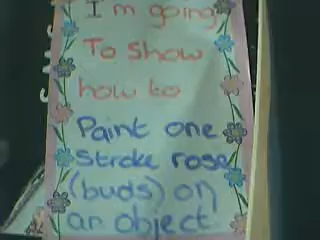 I'm going
To Show
how to
Paint one
stroke rose
(buds) on
an object